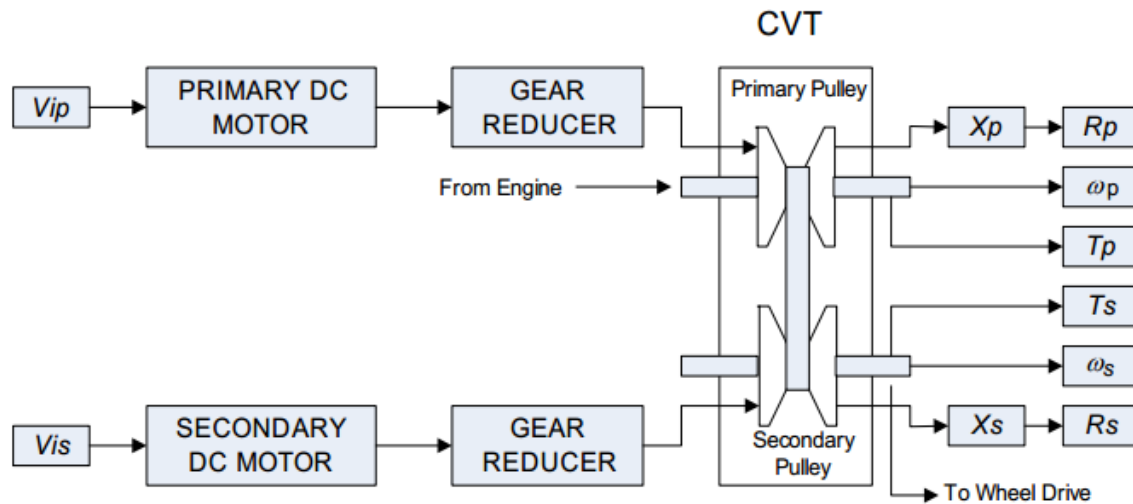 CVT
Vip
PRIMARY DC
MOTOR
GEAR
REDUCER
Primary Pulley
Xp
Rp
From Engine
ωp
Tp
Ts
ωs
Vis
SECONDARY
DC MOTOR
GEAR
REDUCER
Secondary
Pulley
Xs
Rs
To Wheel Drive